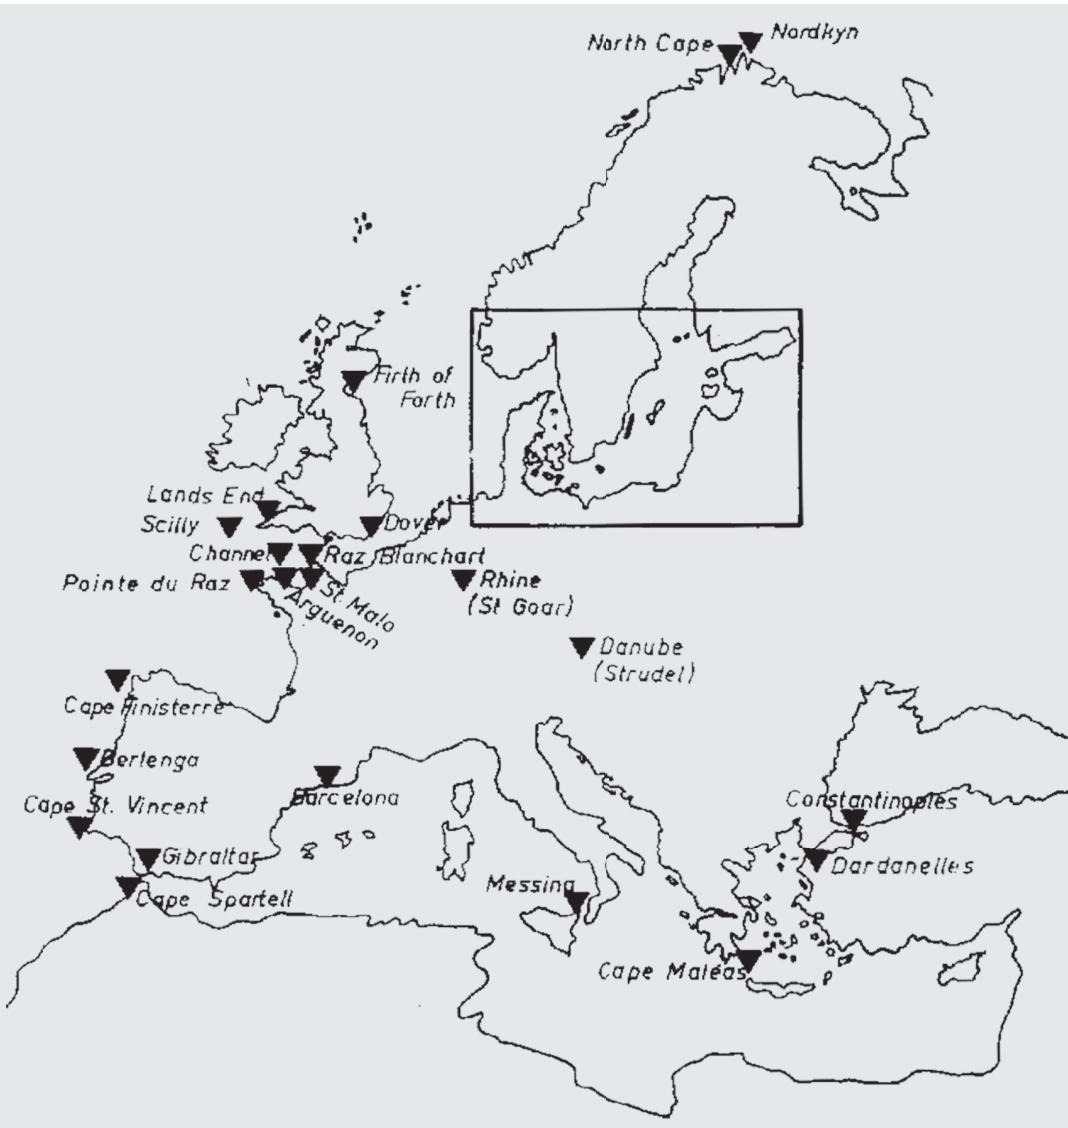 Nordkyn
North Cape
Firth of
Forth
Lands End
Scilly
Dover
Channel
Raz Blanchart
Pointe du Raz
St. Malo
Arguenon
Rhine
(St Goar)
Danube
(Strudel)
Cape Finisterre
Berlenga
Barcelona
Cape St. Vincent
Constantinoples
Gibraltar
Dardanelles
Messina
Cape Spartell
Cape Maleas